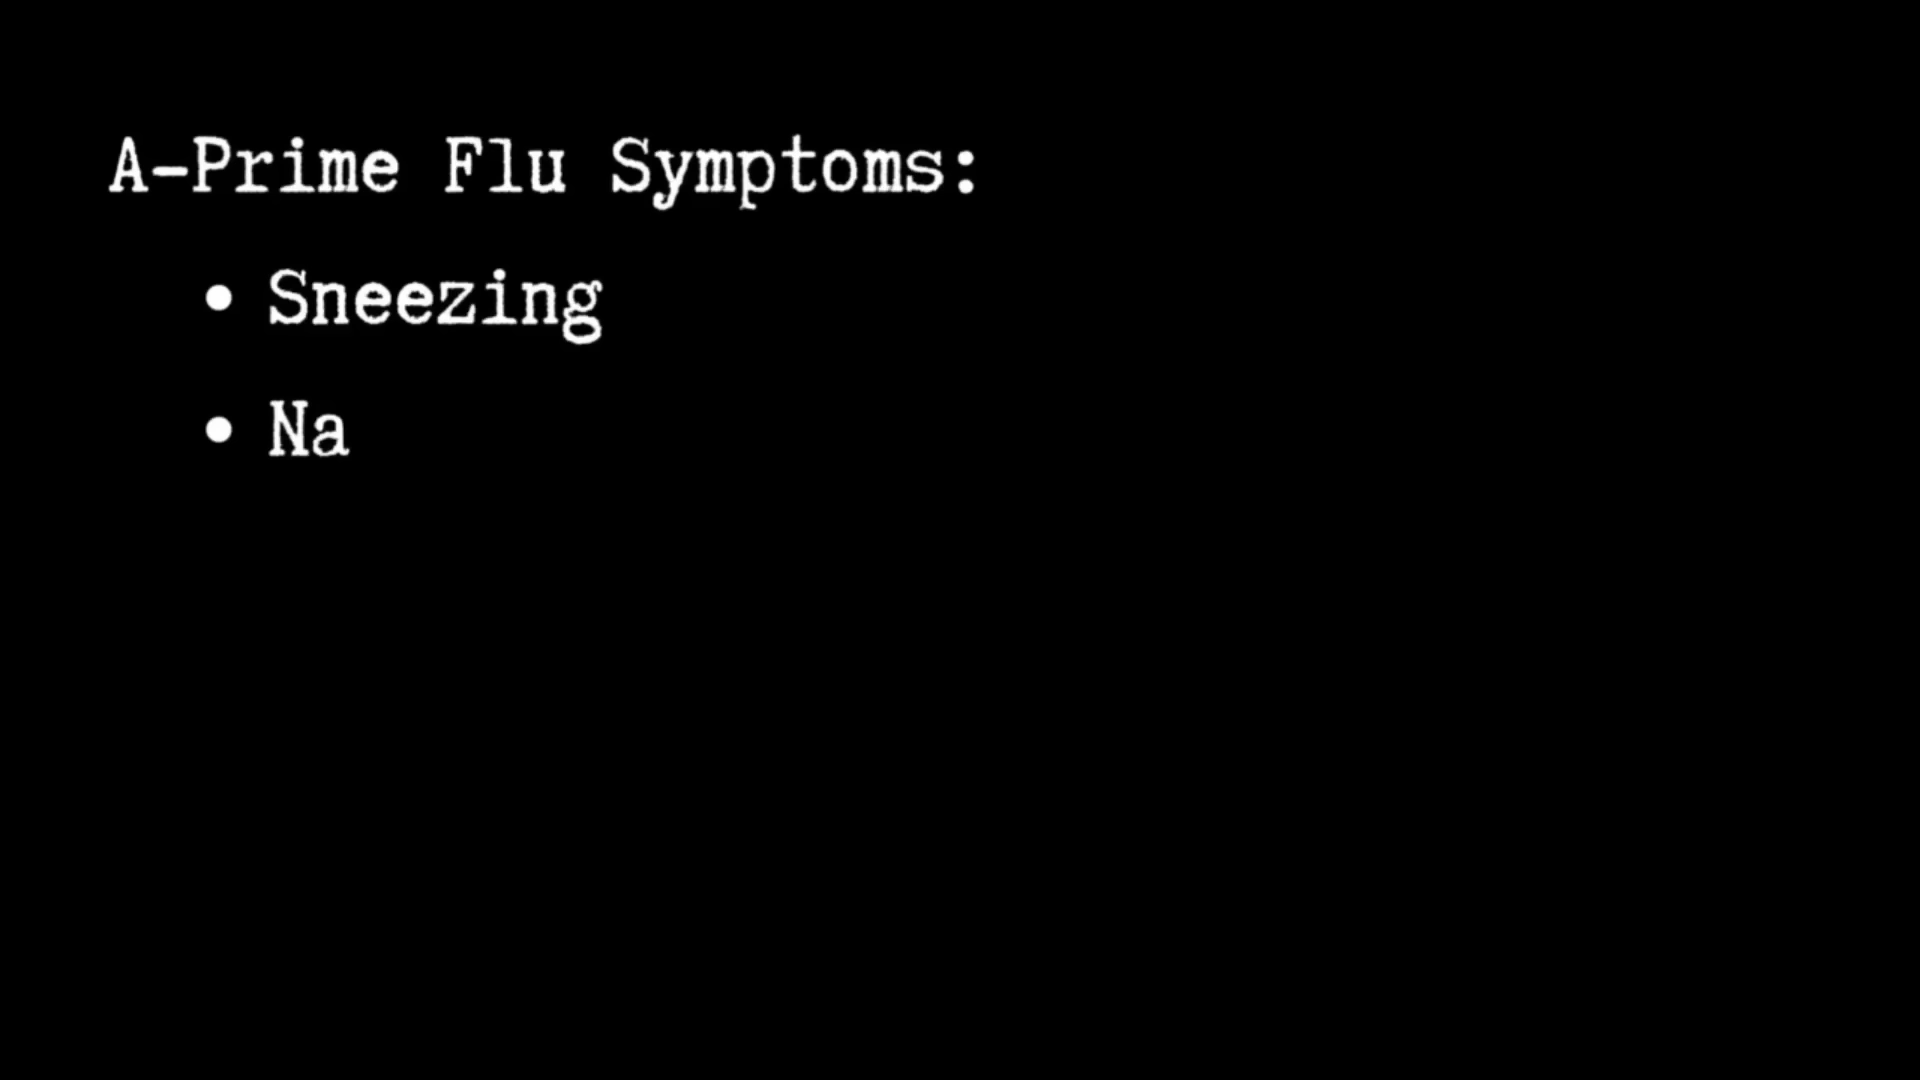 A-Prime Flu Symptoms:
• Sneezing
• Na